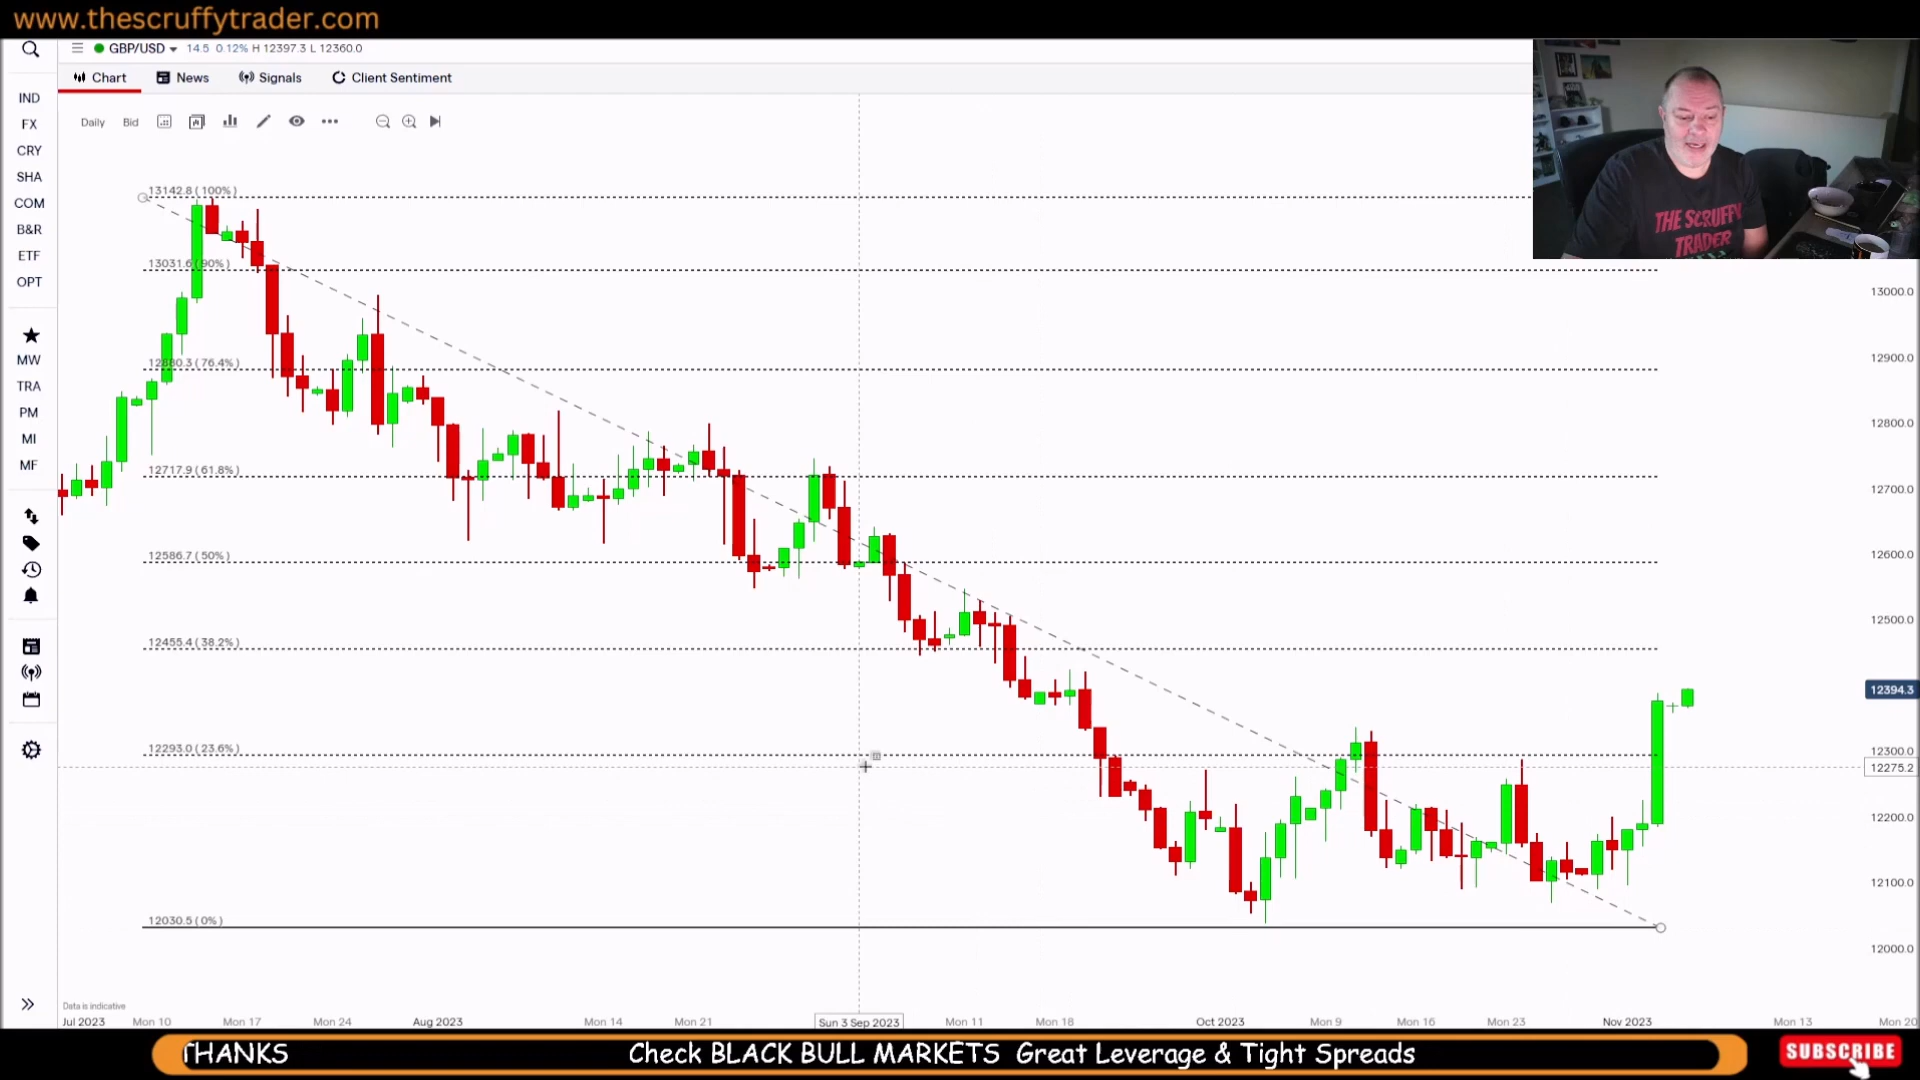 www.thescruffytrader.com
GBP/USD 14.5 0.12% H 12397.3 L 12360.0
Chart News Signals Client Sentiment
Daily Bid
IND
FX
CRY
SHA
COM
B&R
ETF
OPT
MW
TRA
PM
MI
MF
13142.8 (100%)
13031.6 (90%)
12880.3 (76.4%)
12717.9 (61.8%)
12586.7 (50%)
12455.4 (38.2%)
12293.0 (23.6%)
12030.5 (0%)
THE SCRUFFY
TRADER
13000.0
12900.0
12800.0
12700.0
12600.0
12500.0
12394.3
12300.0
12275.2
12200.0
12100.0
12000.0
Data is indicative
Jul 2023 Mon 10 Mon 17 Mon 24 Aug 2023 Mon 14 Mon 21 Sun 3 Sep 2023 Mon 11 Mon 18 Oct 2023 Mon 9 Mon 16 Mon 23 Nov 2023 Mon 13 Mon 20
THANKS Check BLACK BULL MARKETS Great Leverage & Tight Spreads
SUBSCRIBE